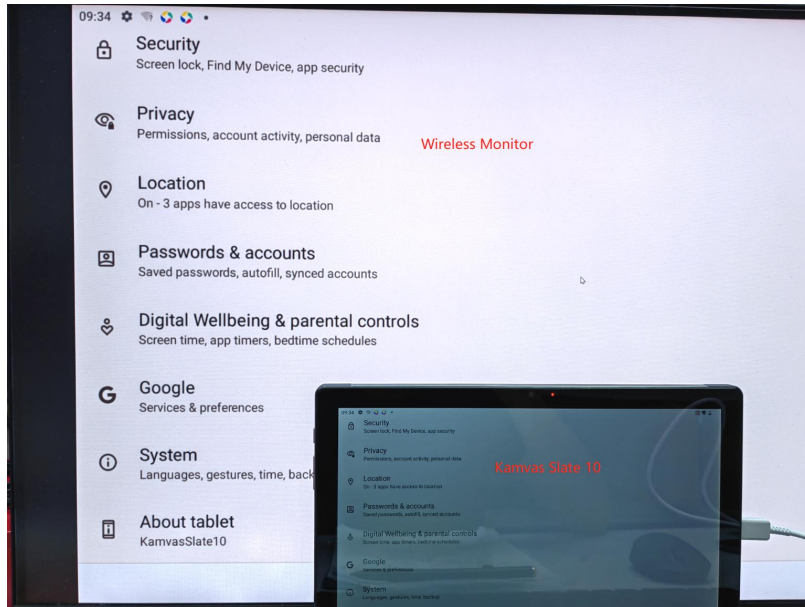 09:34
Security
Screen lock, Find My Device, app security
Privacy
Permissions, account activity, personal data
Wireless Monitor
Location
On - 3 apps have access to location
Passwords & accounts
Saved passwords, autofill, synced accounts
Digital Wellbeing & parental controls
Screen time, app timers, bedtime schedules
Google
Services & preferences
System
Languages, gestures, time, back
About tablet
KamvasSlate10
09:34
Security
Screen lock, Find My Device, app security
Privacy
Permissions, account activity, personal data
Kamvas Slate 10
Location
On - 3 apps have access to location
Passwords & accounts
Saved passwords, autofill, synced accounts
Digital Wellbeing & parental controls
Screen time, app timers, bedtime schedules
Google
Services & preferences
System
Languages, gestures, time, backup